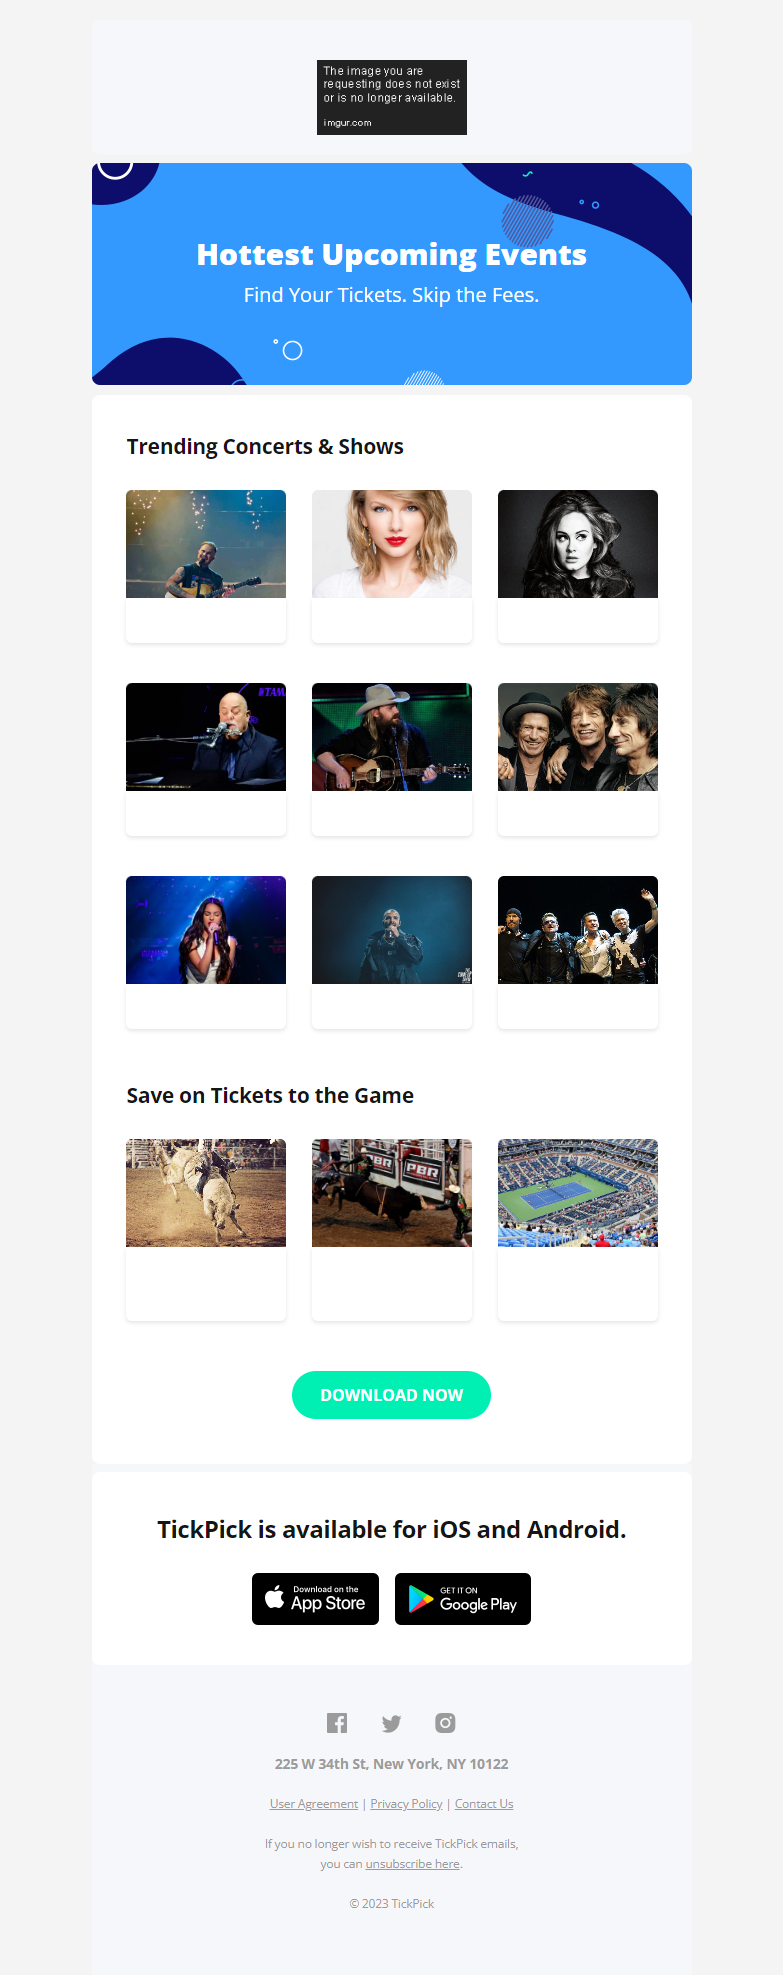 The image you are
requesting does not exist
or is no longer available.
imgur.com
Hottest Upcoming Events
Find Your Tickets. Skip the Fees.
Trending Concerts & Shows
Save on Tickets to the Game
PBR
PBR
DOWNLOAD NOW
TickPick is available for iOS and Android.
Download on the
App Store
GET IT ON
Google Play
225 W 34th St, New York, NY 10122
User Agreement | Privacy Policy | Contact Us
If you no longer wish to receive TickPick emails,
you can unsubscribe here.
© 2023 TickPick